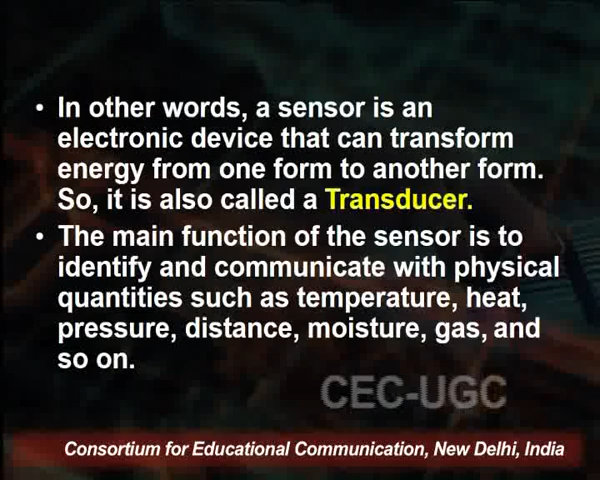 • In other words, a sensor is an
electronic device that can transform
energy from one form to another form.
So, it is also called a Transducer.
• The main function of the sensor is to
identify and communicate with physical
quantities such as temperature, heat,
pressure, distance, moisture, gas, and
so on.
CEC-UGC
Consortium for Educational Communication, New Delhi, India